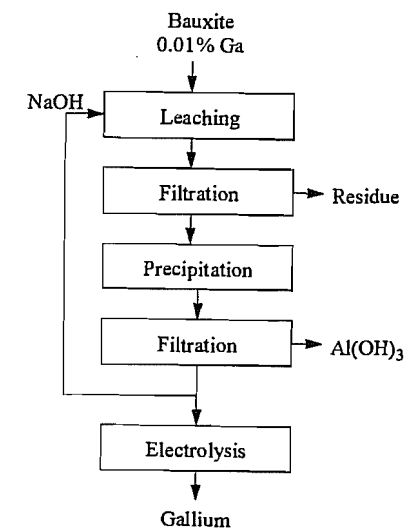 Bauxite
0.01% Ga
NaOH
Leaching
Filtration
Residue
Precipitation
Filtration
Al(OH)₃
Electrolysis
Gallium